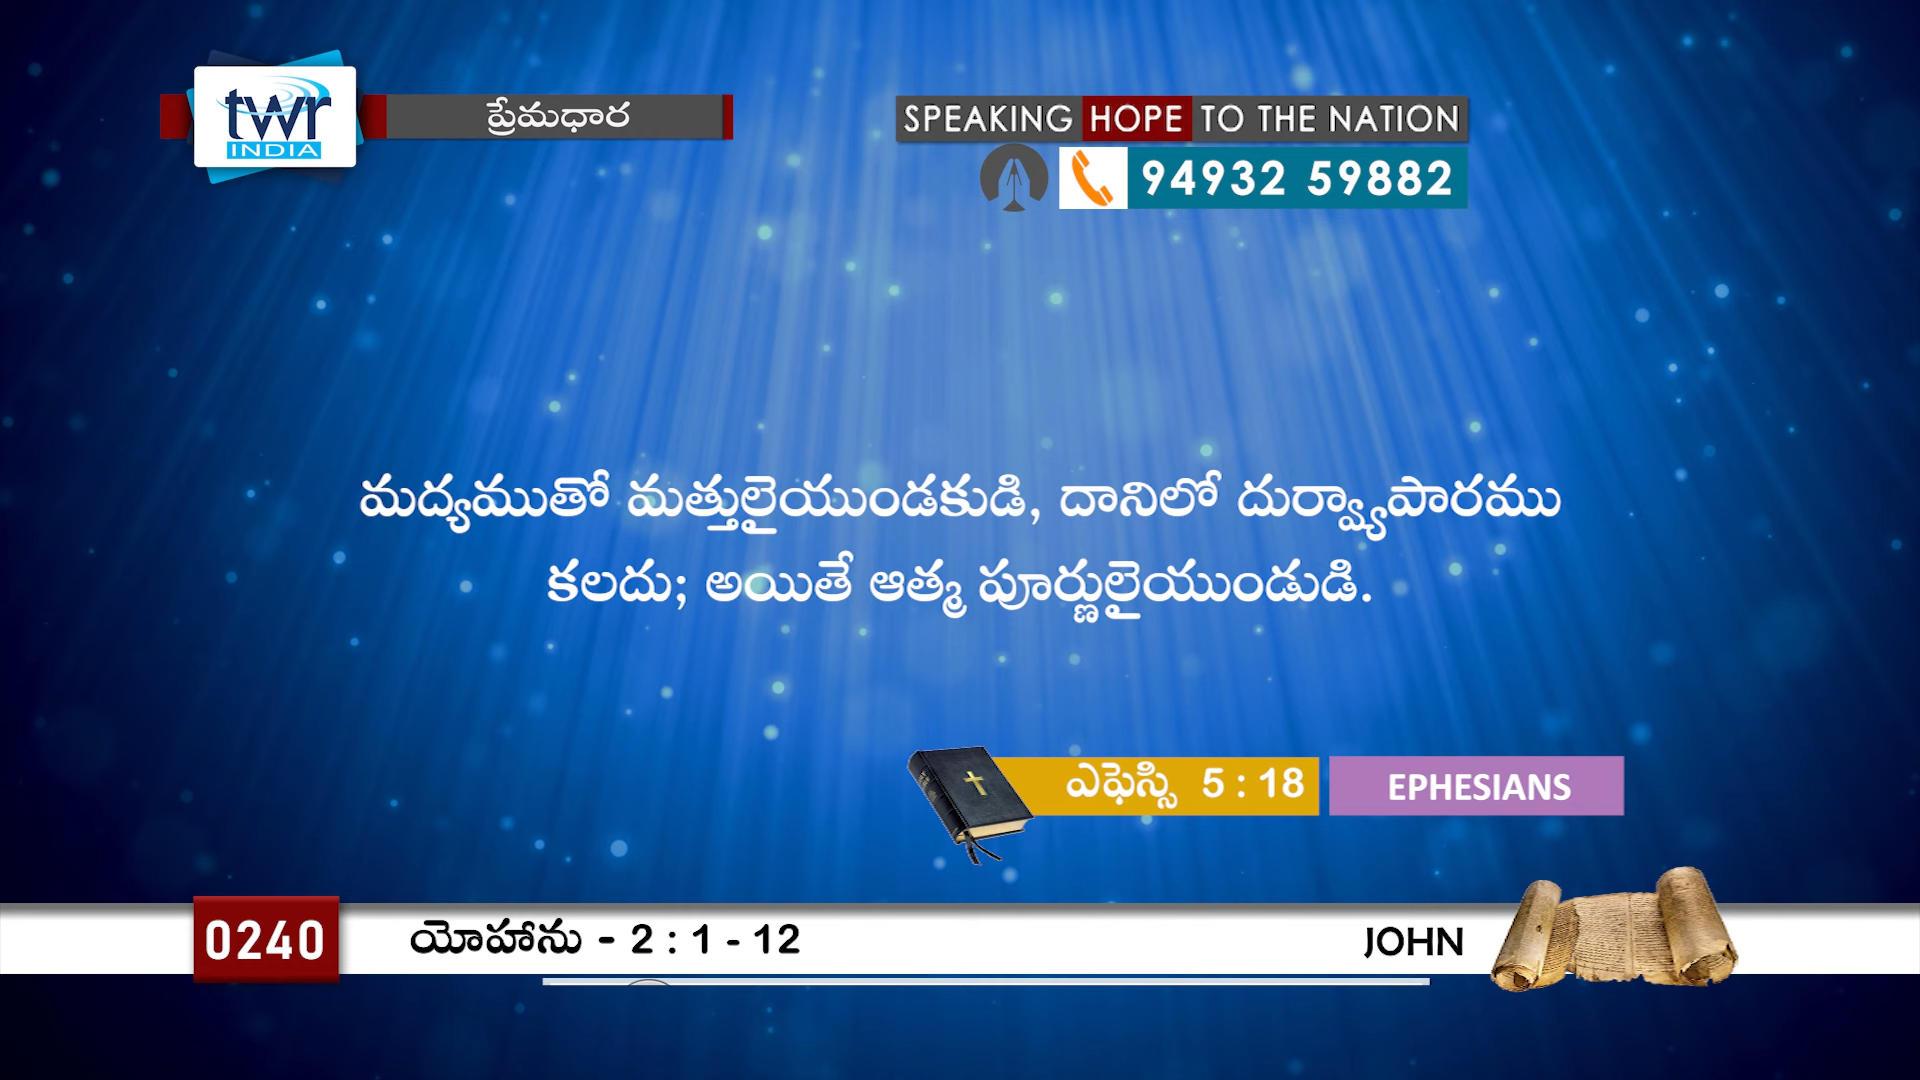 twr
INDIA
ప్రేమధార
SPEAKING HOPE TO THE NATION
94932 59882
మద్యముతో మత్తులైయుండకుడి, దానిలో దుర్వ్యాపారము
కలదు; అయితే ఆత్మ పూర్ణులైయుండుడి.
ఎఫెస్సి 5 : 18
EPHESIANS
0240
యోహాను - 2 : 1 - 12
JOHN